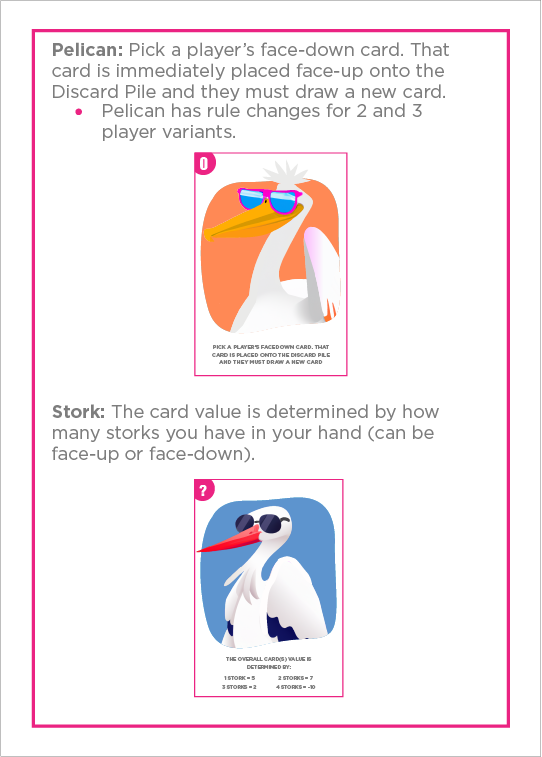 Pelican: Pick a player’s face-down card. That
card is immediately placed face-up onto the
Discard Pile and they must draw a new card.
• Pelican has rule changes for 2 and 3
player variants.
0
PICK A PLAYER'S FACEDOWN CARD. THAT
CARD IS PLACED ONTO THE DISCARD PILE
AND THEY MUST DRAW A NEW CARD
Stork: The card value is determined by how
many storks you have in your hand (can be
face-up or face-down).
?
THE OVERALL CARD(S) VALUE IS
DETERMINED BY:
1 STORK = 5 2 STORKS = 7
3 STORKS = 2 4 STORKS = -10